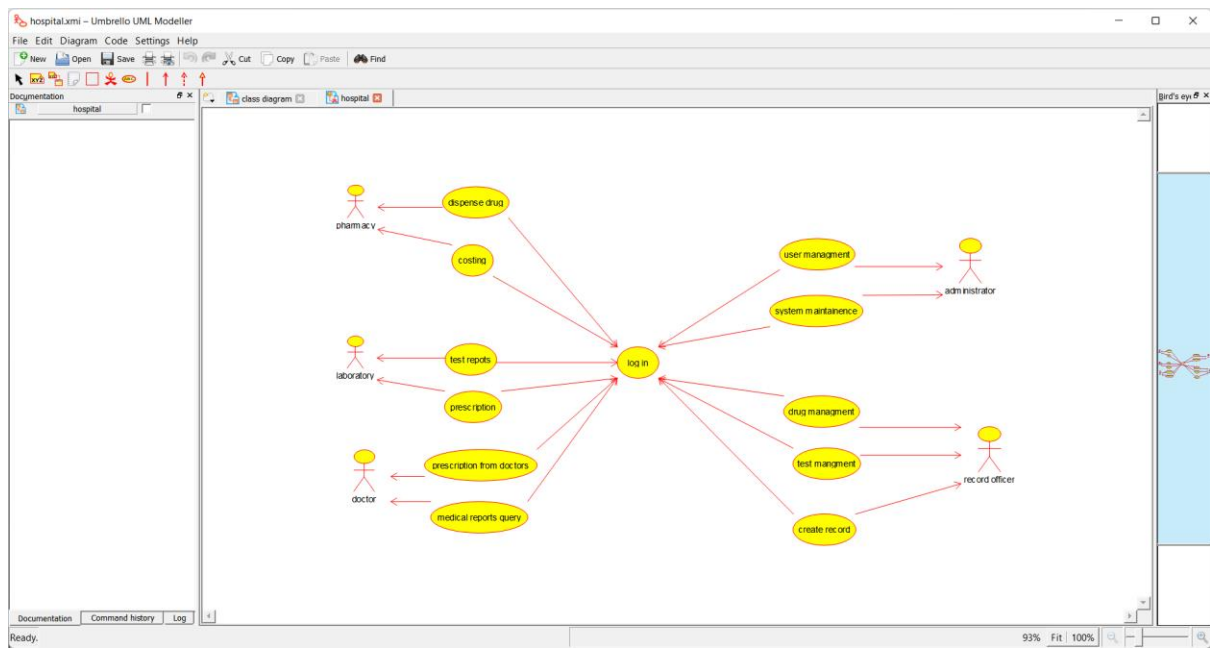 hospital.xmi – Umbrello UML Modeller
File Edit Diagram Code Settings Help
New Open Save Cut Copy Paste Find
XYZ
Documentation
hospital
class diagram
hospital
Bird's eye
pharmacy
dispense drug
costing
laboratory
test repots
prescription
doctor
prescription from doctors
medical reports query
log in
user managment
system maintainence
administrator
drug managment
test mangment
create record
record officer
Documentation Command history Log
Ready.
93% Fit 100%